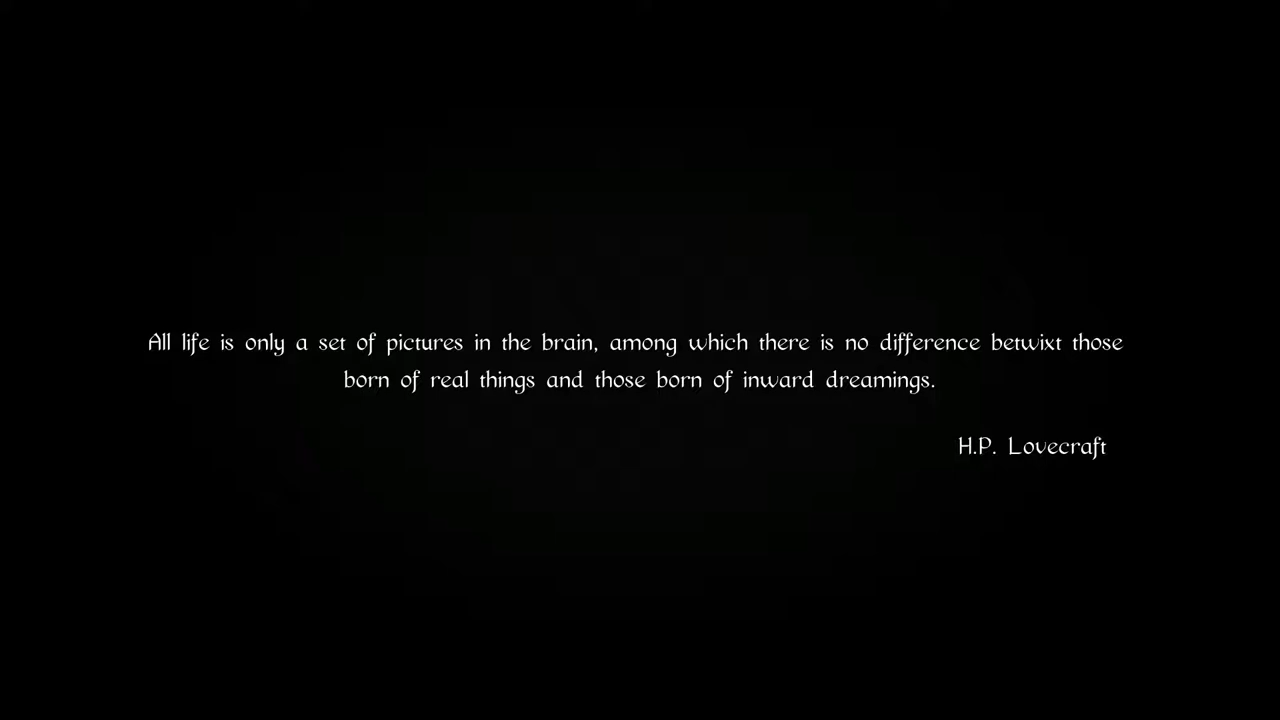 All life is only a set of pictures in the brain, among which there is no difference betwixt those
born of real things and those born of inward dreamings.
H.P. Lovecraft